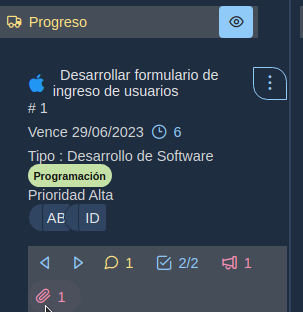 Progreso
Desarrollar formulario de
ingreso de usuarios
# 1
Vence 29/06/2023 6
Tipo : Desarrollo de Software
Programación
Prioridad Alta
AB ID
1 2/2 1
1